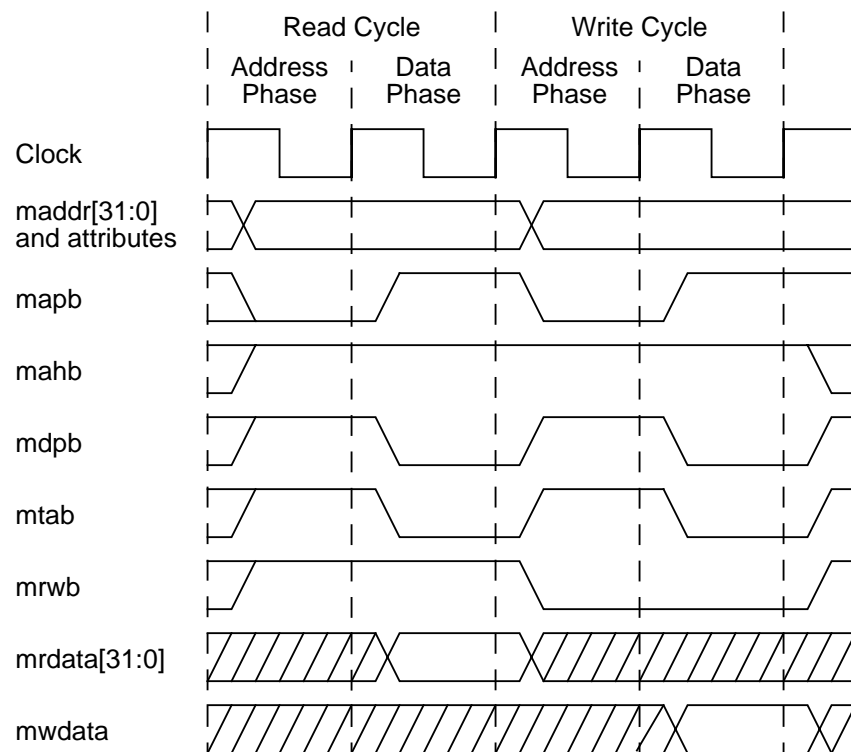 Read Cycle
Write Cycle
Address
Phase
Data
Phase
Address
Phase
Data
Phase
Clock
maddr[31:0]
and attributes
mapb
mahb
mdpb
mtab
mrwb
mrdata[31:0]
mwdata